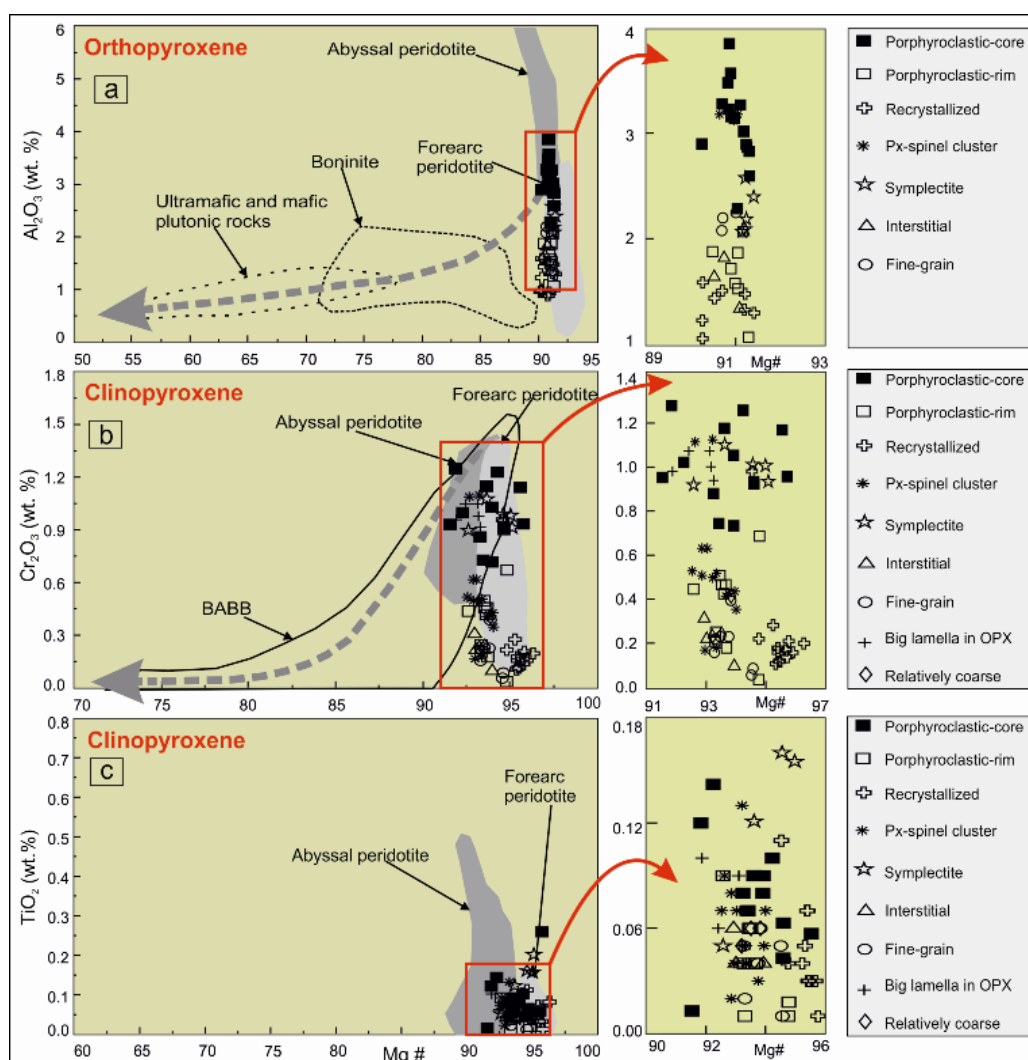 Orthopyroxene
a
Abyssal peridotite
Forearc
peridotite
Boninite
Ultramafic and mafic
plutonic rocks
Al₂O₃ (wt. %)
6
5
4
3
2
1
0
50 55 60 65 70 75 80 85 90 95
4
3
2
1
89 91 Mg# 93
Porphyroclastic-core
Porphyroclastic-rim
Recrystallized
Px-spinel cluster
Symplectite
Interstitial
Fine-grain
Clinopyroxene
b
Forearc peridotite
Abyssal peridotite
BABB
Cr₂O₃ (wt. %)
1.8
1.5
1.2
0.9
0.6
0.3
0.0
70 75 80 85 90 95 100
1.4
1.2
1.0
0.8
0.6
0.4
0.2
0.0
91 93 Mg# 97
Porphyroclastic-core
Porphyroclastic-rim
Recrystallized
Px-spinel cluster
Symplectite
Interstitial
Fine-grain
Big lamella in OPX
Relatively coarse
Clinopyroxene
c
Forearc
peridotite
Abyssal peridotite
TiO₂ (wt.%)
0.8
0.7
0.6
0.5
0.4
0.3
0.2
0.1
0.0
60 65 70 75 80 85 Mg # 90 95 100
0.18
0.12
0.06
0.00
90 92 Mg# 94 96
Porphyroclastic-core
Porphyroclastic-rim
Recrystallized
Px-spinel cluster
Symplectite
Interstitial
Fine-grain
Big lamella in OPX
Relatively coarse